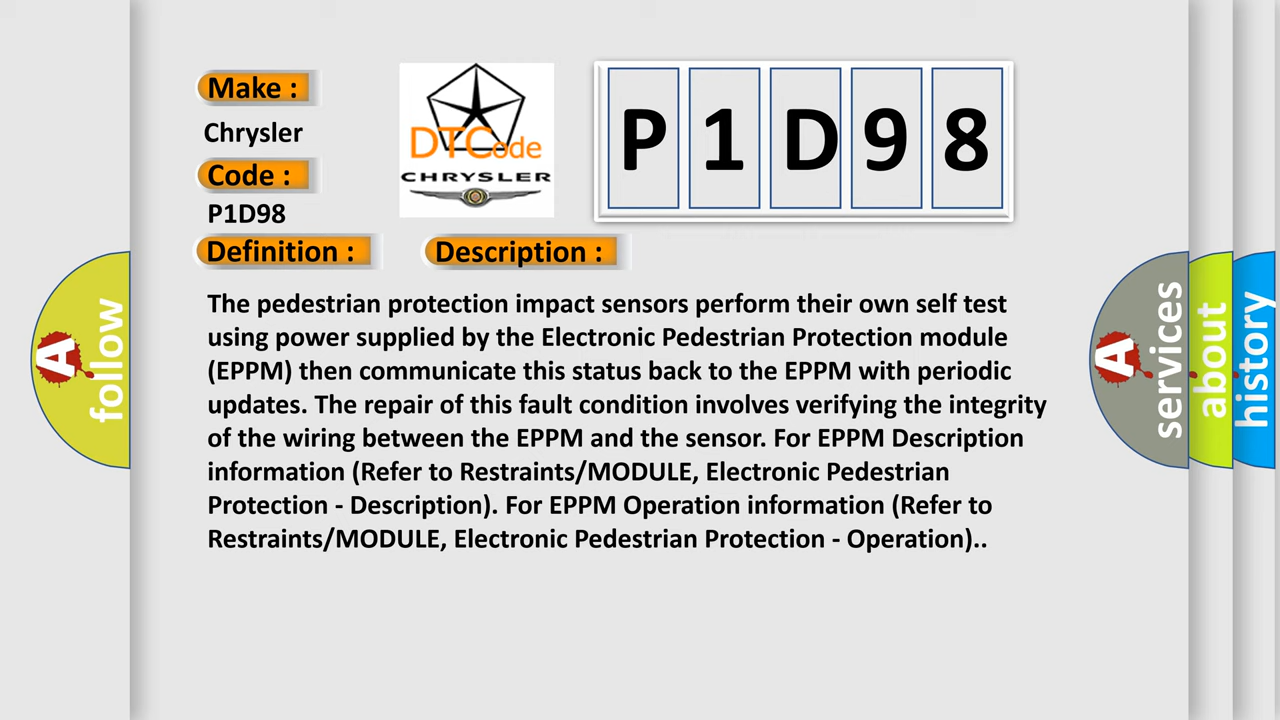 Make :
Chrysler
Code :
P1D98
DTCode
CHRYSLER
P1D98
Definition :
Description :
The pedestrian protection impact sensors perform their own self test
using power supplied by the Electronic Pedestrian Protection module
(EPPM) then communicate this status back to the EPPM with periodic
updates. The repair of this fault condition involves verifying the integrity
of the wiring between the EPPM and the sensor. For EPPM Description
information (Refer to Restraints/MODULE, Electronic Pedestrian
Protection - Description). For EPPM Operation information (Refer to
Restraints/MODULE, Electronic Pedestrian Protection - Operation)..
A
follow
A
services
about
history